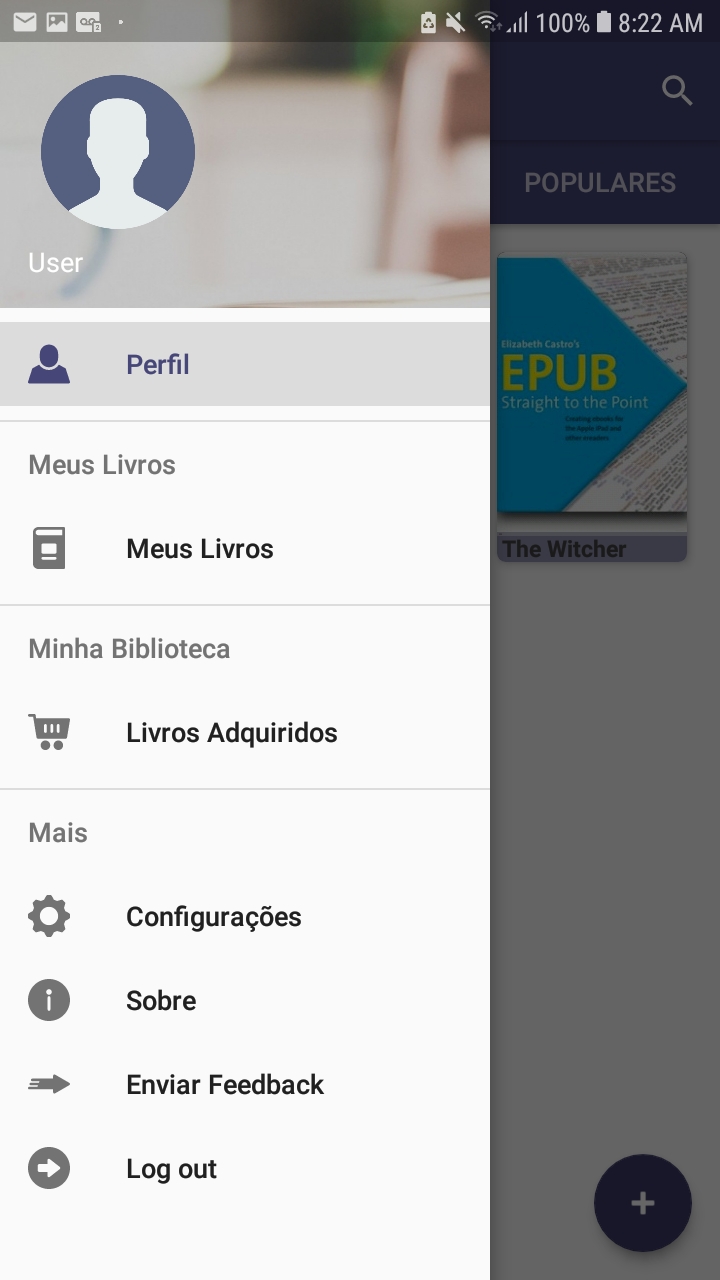 100% 8:22 AM
User
Perfil
Meus Livros
Meus Livros
Minha Biblioteca
Livros Adquiridos
Mais
Configurações
Sobre
Enviar Feedback
Log out
POPULARES
Elizabeth Castro's
EPUB
Straight to the Point
Creating ebooks for
the Apple iPad and
other ereaders
The Witcher